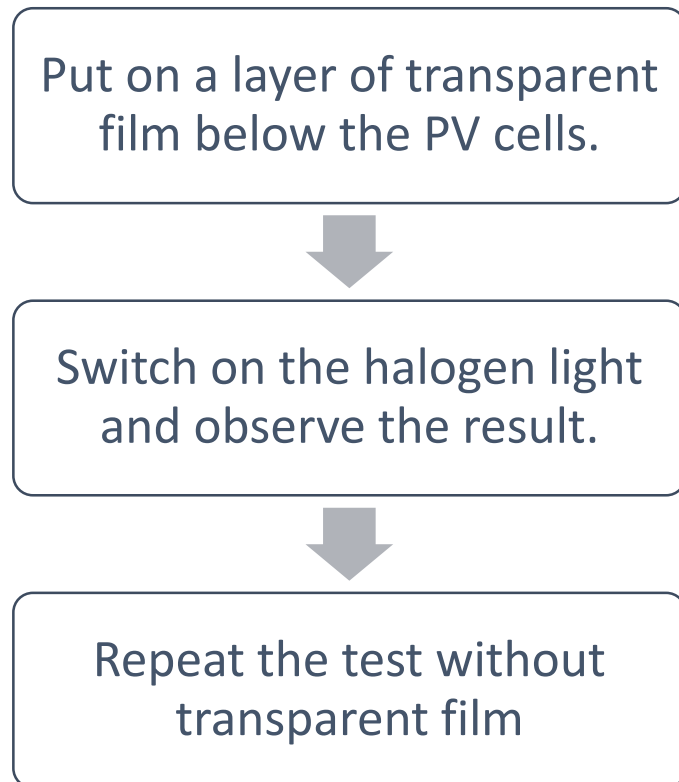 Put on a layer of transparent
film below the PV cells.
Switch on the halogen light
and observe the result.
Repeat the test without
transparent film